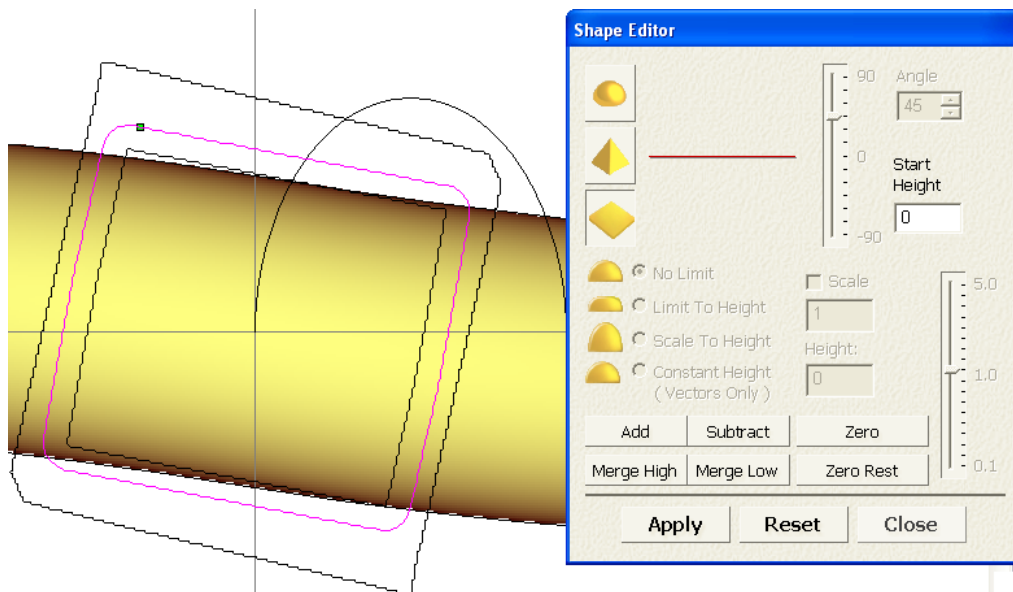 Shape Editor
90
Angle
45
0
Start
Height
0
-90
No Limit
Scale
5.0
Limit To Height
1
Scale To Height
Height:
Constant Height
0
1.0
( Vectors Only )
Add Subtract Zero
Merge High Merge Low Zero Rest
0.1
Apply Reset Close